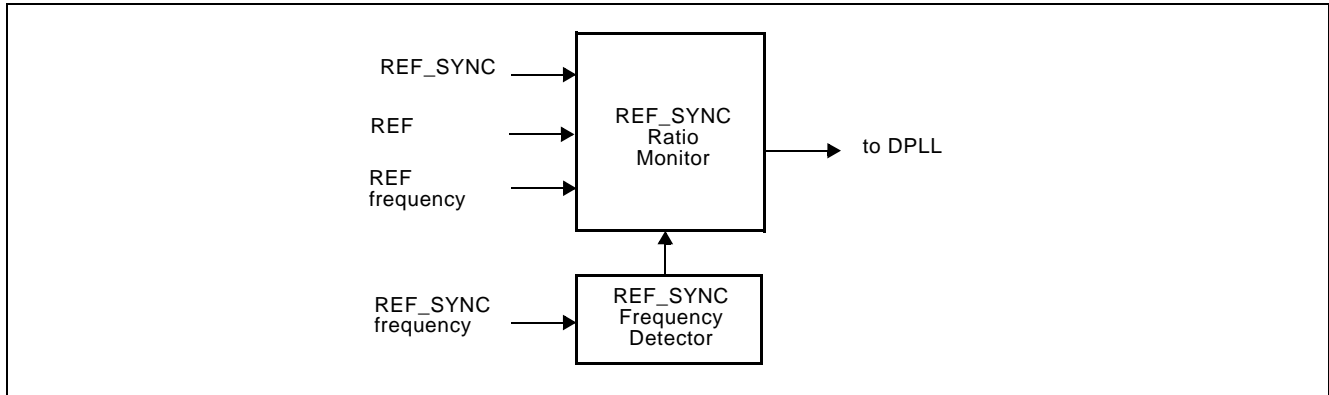 REF_SYNC
REF
REF
frequency
REF_SYNC
Ratio
Monitor
to DPLL
REF_SYNC
frequency
REF_SYNC
Frequency
Detector